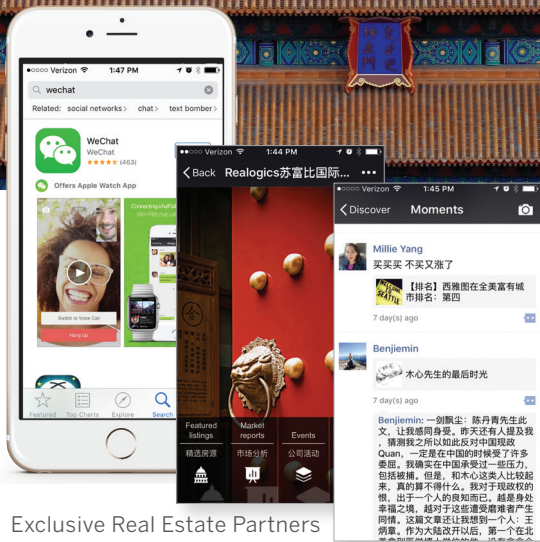 Verizon 1:47 PM
wechat
Related: social networks > chat > text bomber >
WeChat
WeChat
(463)
Offers Apple Watch App
Switch to Voice Call
Hang Up
Featured Top Charts Explore Search
Verizon 1:44 PM
Back Realogics苏富比国际...
Featured listings
精选房源
Market reports
市场分析
Events
公司活动
Verizon 1:45 PM
Discover Moments
Millie Yang
买买买 不买又涨了
【排名】西雅图在全美富有城
市排名：第四
7 day(s) ago
Benjiemin
木心先生的最后时光
7 day(s) ago
Benjiemin: 一剑飘尘：陈丹青先生此
文，让我感同身受。昨天还有人提及我
，猜测我之所以如此反对中国现政
Quan，一定是在中国的时候受了许多
委屈。我确实在中国承受过一些压力，
包括被捕。但是，和木心这类人比较起
来，真的算不得什么。我对于现政权的
恨，出于一个人的良知而已。越是身处
幸福之境，越对于这些遭受磨难者产生
同情。这篇文章还让我想到一个人：王
炳章。作为大陆改开以后，第一个在北
Exclusive Real Estate Partners